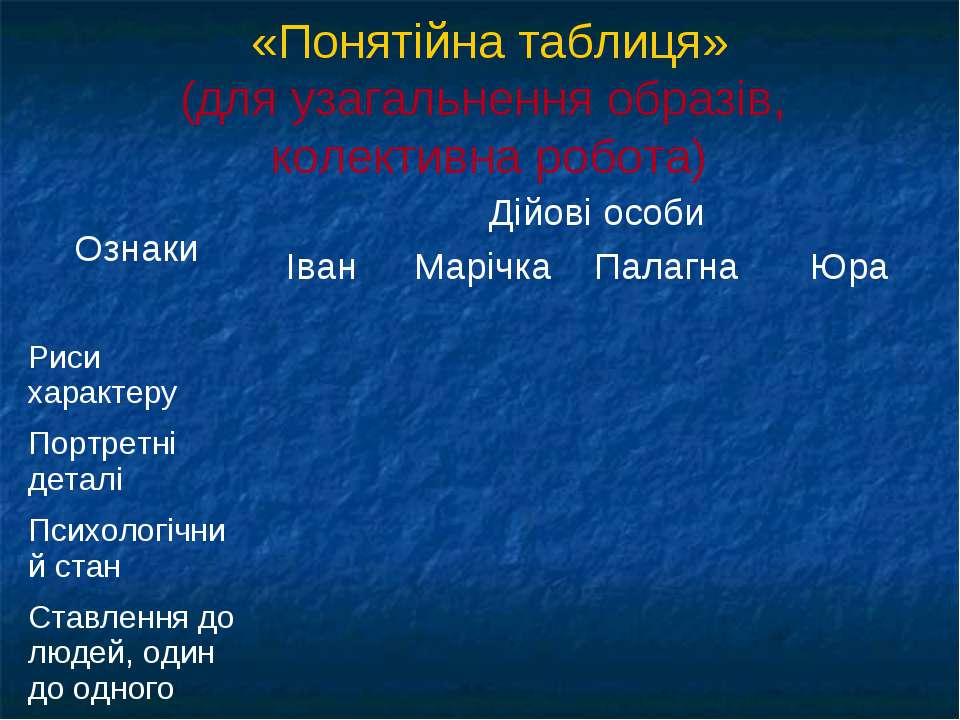 «Понятійна таблиця»
(для узагальнення образів,
колективна робота)
Ознаки
Дійові особи
Іван Марічка Палагна Юра
Риси
характеру
Портретні
деталі
Психологічни
й стан
Ставлення до
людей, один
до одного